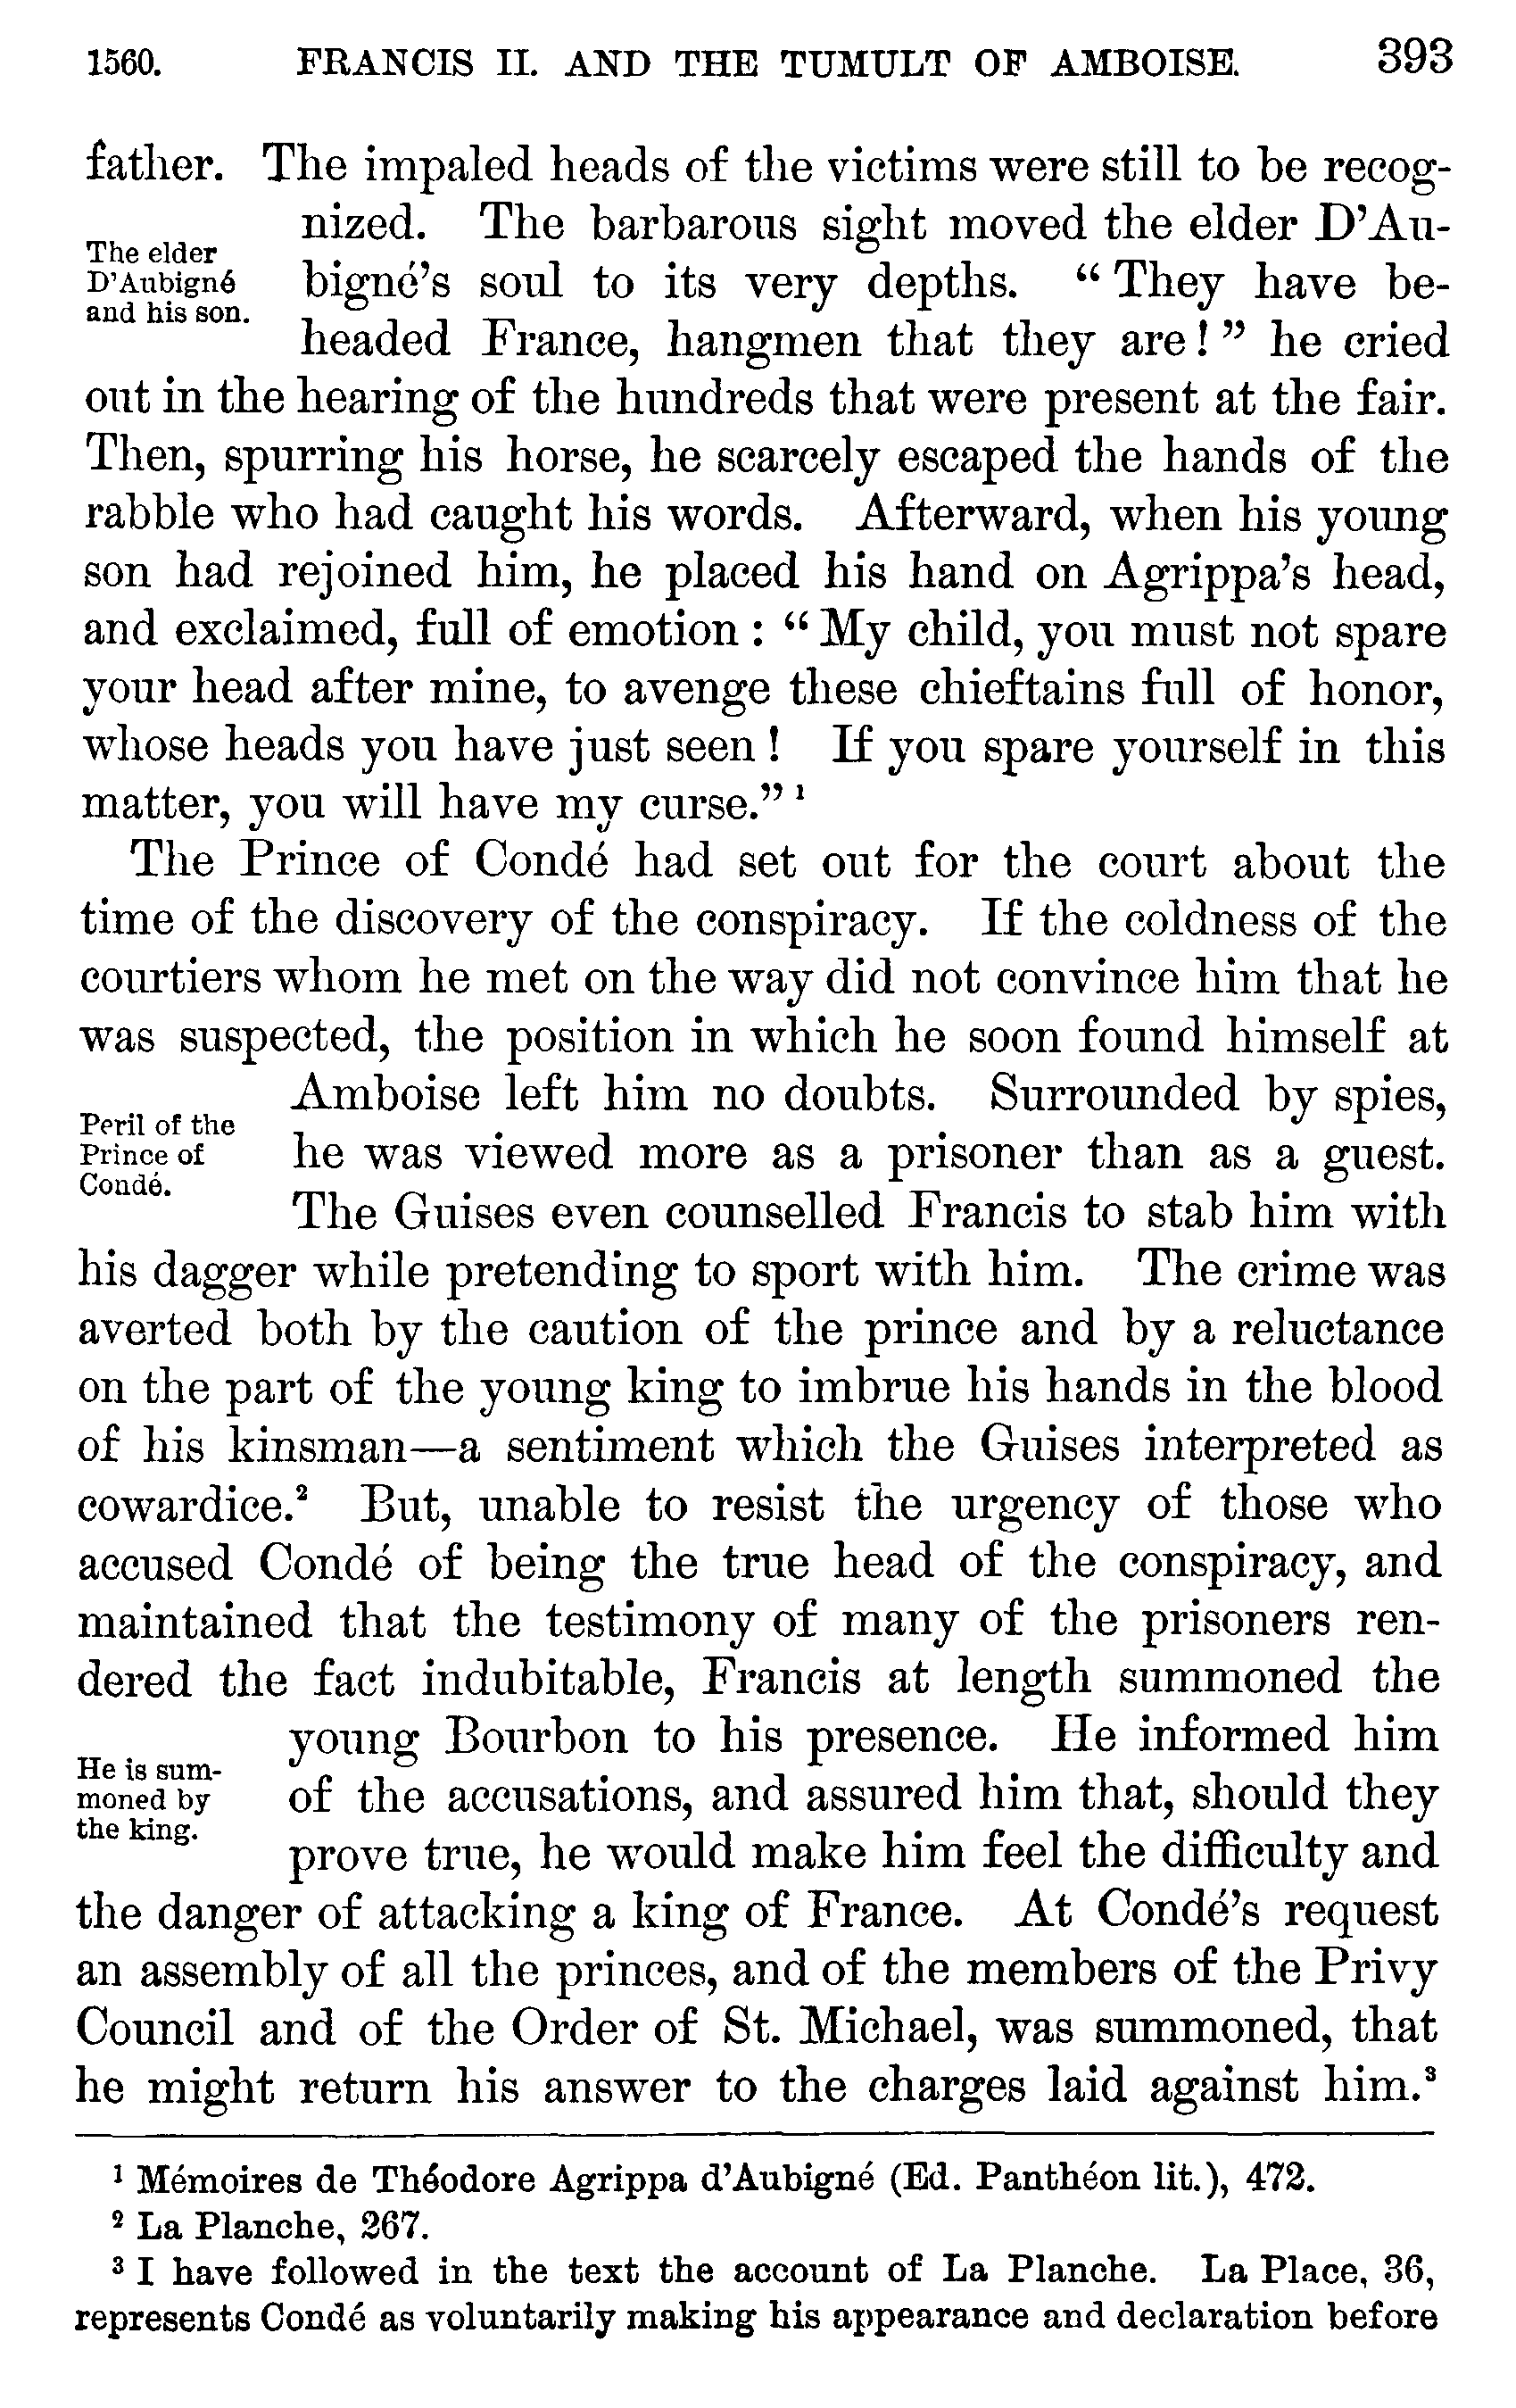 1560. FRANCIS II. AND THE TUMULT OF AMBOISE. 393
father. The impaled heads of the victims were still to be recog-
nized. The barbarous sight moved the elder D'Au-
The elder
D'Aubigné
and his son.
bigné's soul to its very depths. "They have be-
headed France, hangmen that they are!" he cried
out in the hearing of the hundreds that were present at the fair.
Then, spurring his horse, he scarcely escaped the hands of the
rabble who had caught his words. Afterward, when his young
son had rejoined him, he placed his hand on Agrippa's head,
and exclaimed, full of emotion: "My child, you must not spare
your head after mine, to avenge these chieftains full of honor,
whose heads you have just seen! If you spare yourself in this
matter, you will have my curse." ¹
The Prince of Condé had set out for the court about the
time of the discovery of the conspiracy. If the coldness of the
courtiers whom he met on the way did not convince him that he
was suspected, the position in which he soon found himself at
Amboise left him no doubts. Surrounded by spies,
Peril of the
Prince of
Condé.
he was viewed more as a prisoner than as a guest.
The Guises even counselled Francis to stab him with
his dagger while pretending to sport with him. The crime was
averted both by the caution of the prince and by a reluctance
on the part of the young king to imbrue his hands in the blood
of his kinsman—a sentiment which the Guises interpreted as
cowardice.² But, unable to resist the urgency of those who
accused Condé of being the true head of the conspiracy, and
maintained that the testimony of many of the prisoners ren-
dered the fact indubitable, Francis at length summoned the
young Bourbon to his presence. He informed him
He is sum-
moned by
the king.
of the accusations, and assured him that, should they
prove true, he would make him feel the difficulty and
the danger of attacking a king of France. At Condé's request
an assembly of all the princes, and of the members of the Privy
Council and of the Order of St. Michael, was summoned, that
he might return his answer to the charges laid against him.³
¹ Mémoires de Théodore Agrippa d'Aubigné (Ed. Panthéon lit.), 472.
² La Planche, 267.
³ I have followed in the text the account of La Planche. La Place, 36,
represents Condé as voluntarily making his appearance and declaration before